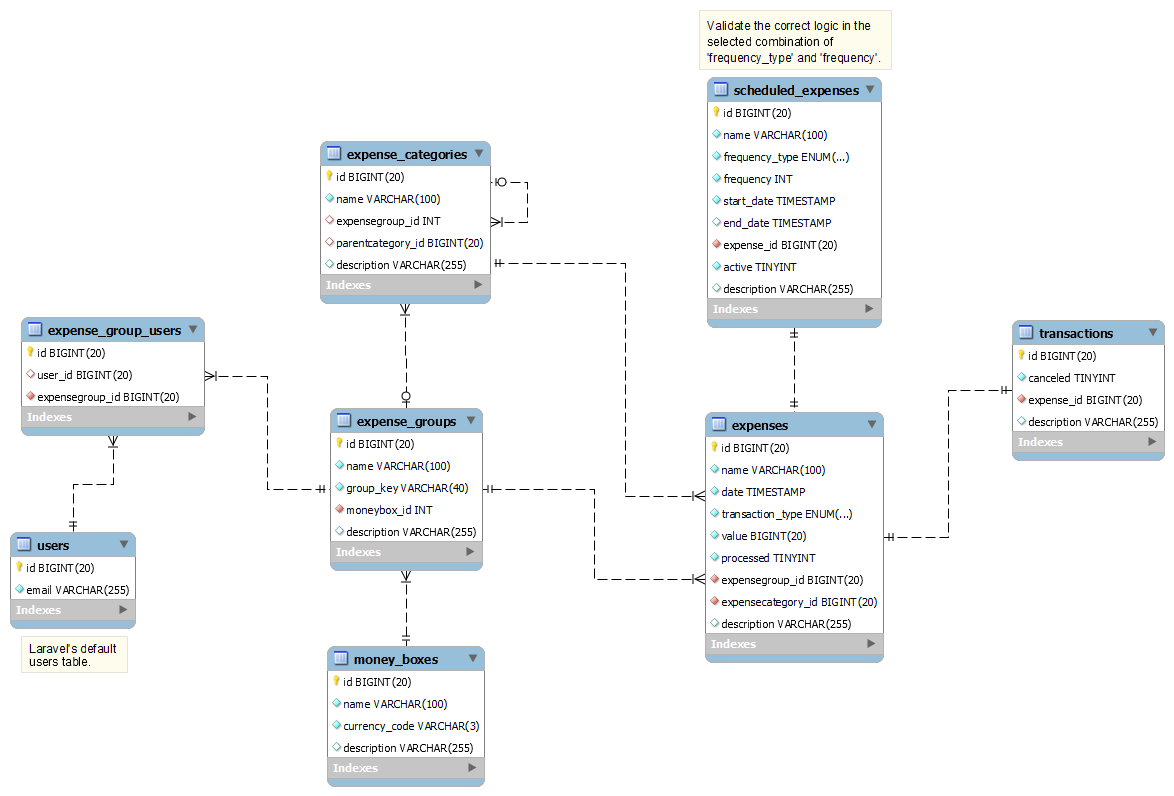 Validate the correct logic in the
selected combination of
'frequency_type' and 'frequency'.
scheduled_expenses
id BIGINT(20)
name VARCHAR(100)
frequency_type ENUM(...)
frequency INT
start_date TIMESTAMP
end_date TIMESTAMP
expense_id BIGINT(20)
active TINYINT
description VARCHAR(255)
Indexes
expense_categories
id BIGINT(20)
name VARCHAR(100)
expensegroup_id INT
parentcategory_id BIGINT(20)
description VARCHAR(255)
Indexes
expense_group_users
id BIGINT(20)
user_id BIGINT(20)
expensegroup_id BIGINT(20)
Indexes
transactions
id BIGINT(20)
canceled TINYINT
expense_id BIGINT(20)
description VARCHAR(255)
Indexes
expense_groups
id BIGINT(20)
name VARCHAR(100)
group_key VARCHAR(40)
moneybox_id INT
description VARCHAR(255)
Indexes
expenses
id BIGINT(20)
name VARCHAR(100)
date TIMESTAMP
transaction_type ENUM(...)
value BIGINT(20)
processed TINYINT
expensegroup_id BIGINT(20)
expensecategory_id BIGINT(20)
description VARCHAR(255)
Indexes
users
id BIGINT(20)
email VARCHAR(255)
Indexes
Laravel's default
users table.
money_boxes
id BIGINT(20)
name VARCHAR(100)
currency_code VARCHAR(3)
description VARCHAR(255)
Indexes